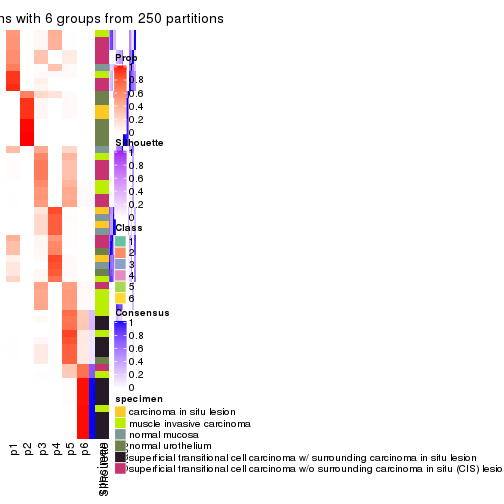 ns with 6 groups from 250 partitions
Prop
0.8
0.6
0.4
0.2
0
Silhouette
1
0.8
0.6
0.4
0.2
0
Class
1
2
3
4
5
6
Consensus
1
0.8
0.6
0.4
0.2
0
specimen
carcinoma in situ lesion
muscle invasive carcinoma
normal mucosa
normal urothelium
superficial transitional cell carcinoma w/ surrounding carcinoma in situ lesion
superficial transitional cell carcinoma w/o surrounding carcinoma in situ (CIS) lesio
p1
p2
p3
p4
p5
p6
Silhouette
specimen